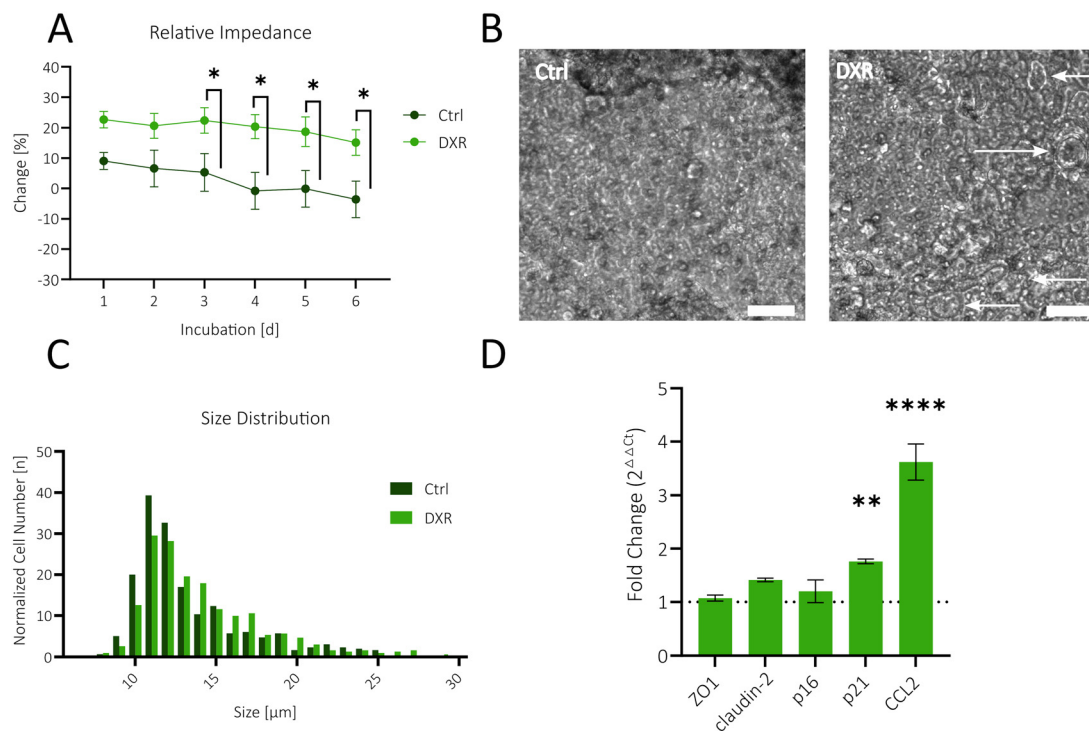 A
Relative Impedance
Change [%]
40
30
20
10
0
-10
-20
-30
* * * *
Ctrl
DXR
1 2 3 4 5 6
Incubation [d]
B
Ctrl
DXR
C
Size Distribution
Normalized Cell Number [n]
50
40
30
20
10
0
Ctrl
DXR
10 15 20 25 30
Size [µm]
D
Fold Change (2^△△Ct)
5
4
3
2
1
0
** ****
ZO1 claudin-2 p16 p21 CCL2